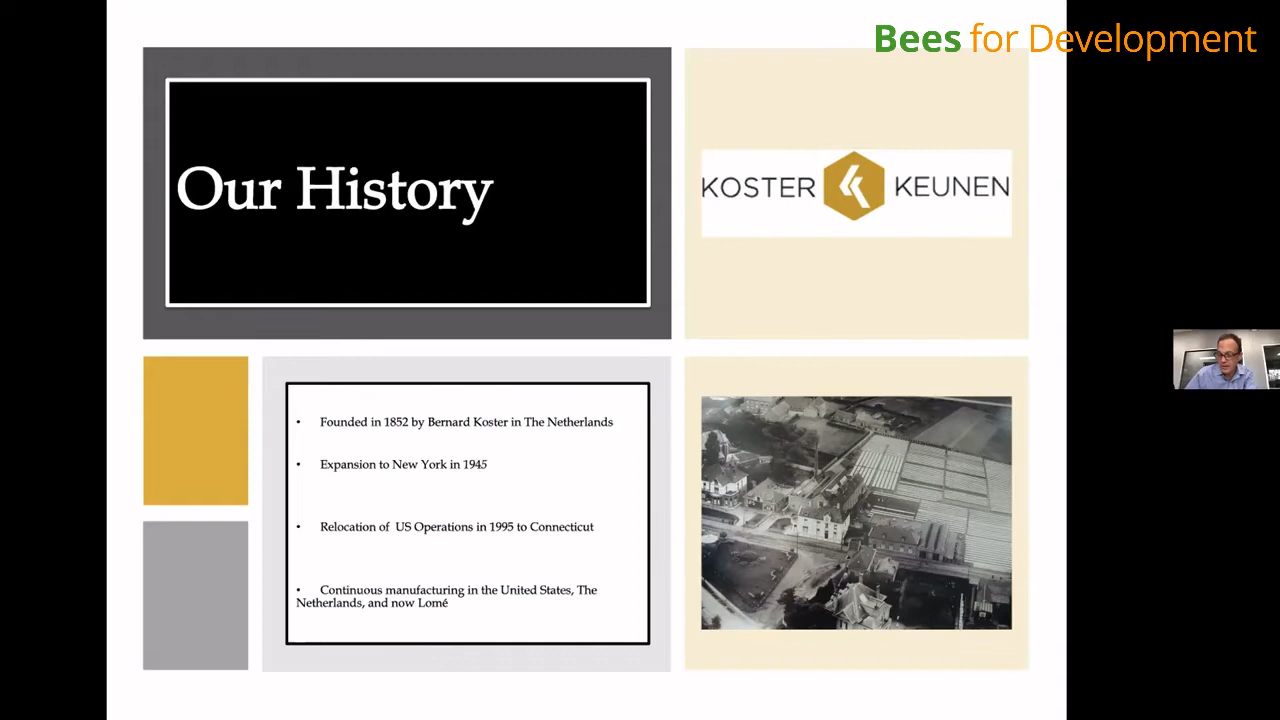 Bees for Development
Our History
KOSTER KEUNEN
• Founded in 1852 by Bernard Koster in The Netherlands
• Expansion to New York in 1945
• Relocation of US Operations in 1995 to Connecticut
• Continuous manufacturing in the United States, The
Netherlands, and now Lomé